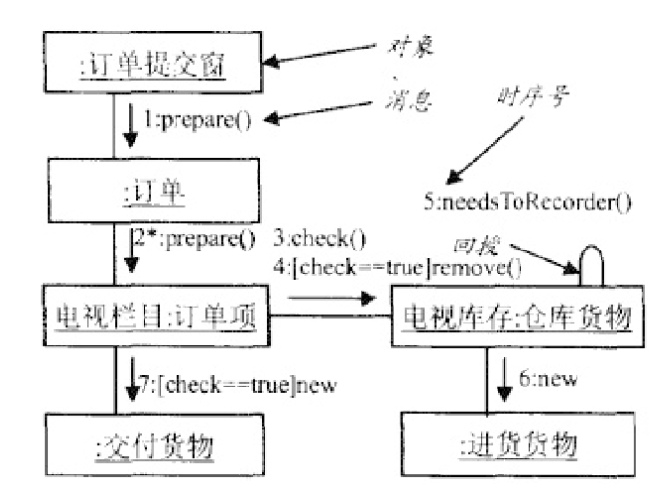 :订单提交窗
对象
1:prepare()
消息
时序号
:订单
5:needsToRecorder()
2*:prepare()
3:check()
回授
4:[check==true]remove()
电视栏目:订单项
电视库存:仓库货物
7:[check==true]new
6:new
:交付货物
:进货货物